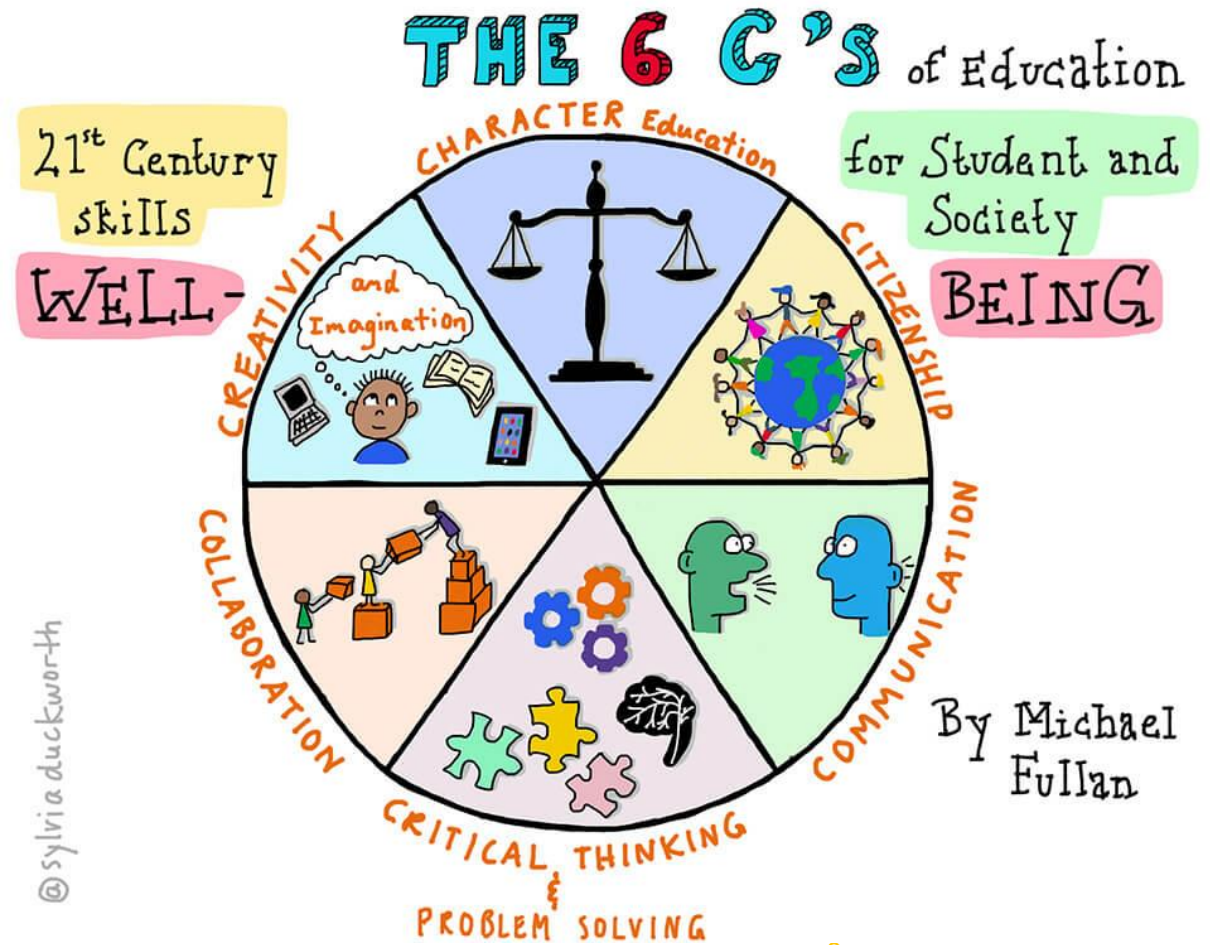 THE 6 C'S of Education
21st Century
skills
WELL-
for Student and
Society
BEING
CHARACTER Education
CITIZENSHIP
COMMUNICATION
CRITICAL THINKING
&
PROBLEM SOLVING
COLLABORATION
CREATIVITY
and
Imagination
By Michael
Fullan
@sylviaduckworth